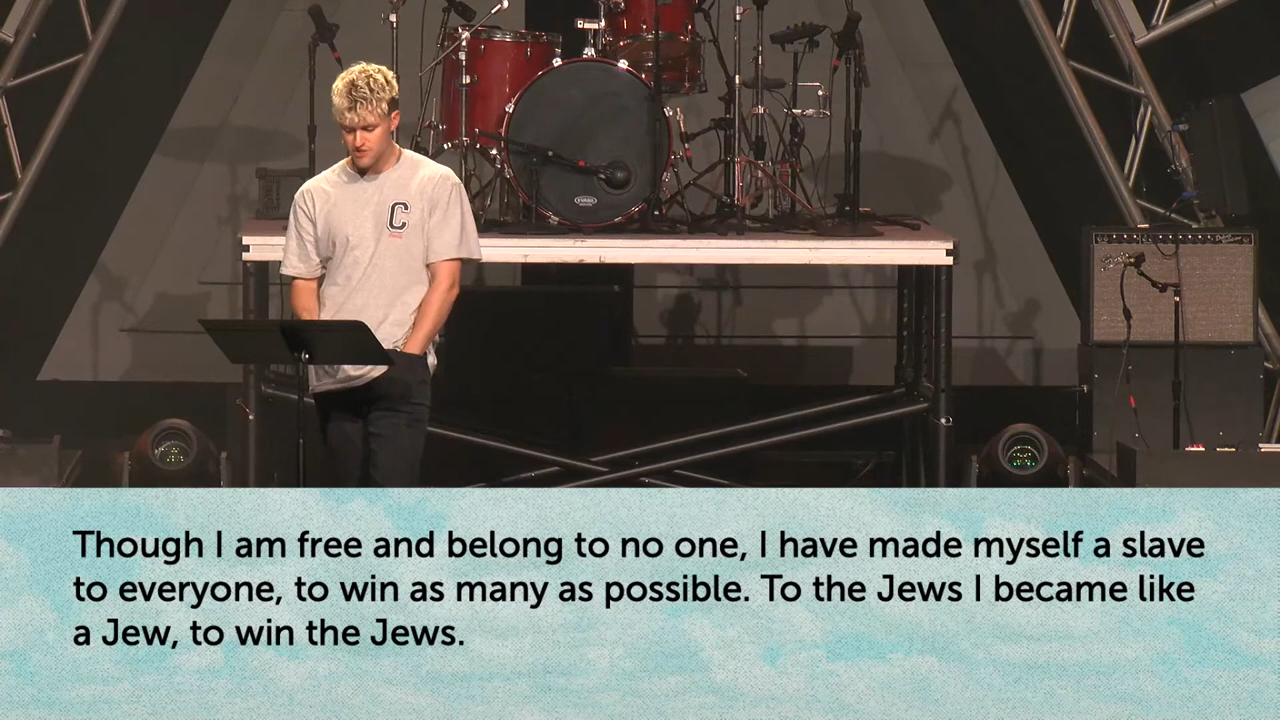 C
EVANS
Though I am free and belong to no one, I have made myself a slave
to everyone, to win as many as possible. To the Jews I became like
a Jew, to win the Jews.